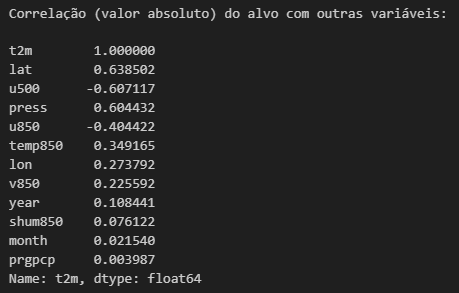 Correlação (valor absoluto) do alvo com outras variáveis:
t2m 1.000000
lat 0.638502
u500 -0.607117
press 0.604432
u850 -0.404422
temp850 0.349165
lon 0.273792
v850 0.225592
year 0.108441
shum850 0.076122
month 0.021540
prgpcp 0.003987
Name: t2m, dtype: float64